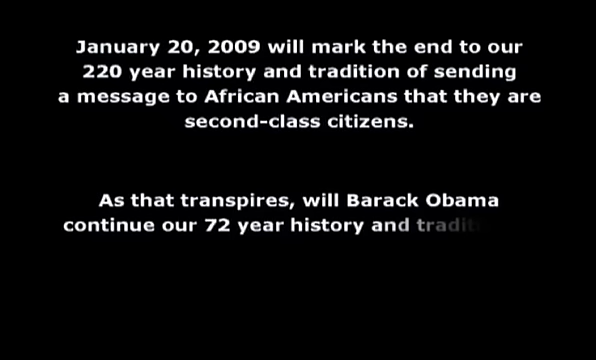 January 20, 2009 will mark the end to our
220 year history and tradition of sending
a message to African Americans that they are
second-class citizens.
As that transpires, will Barack Obama
continue our 72 year history and